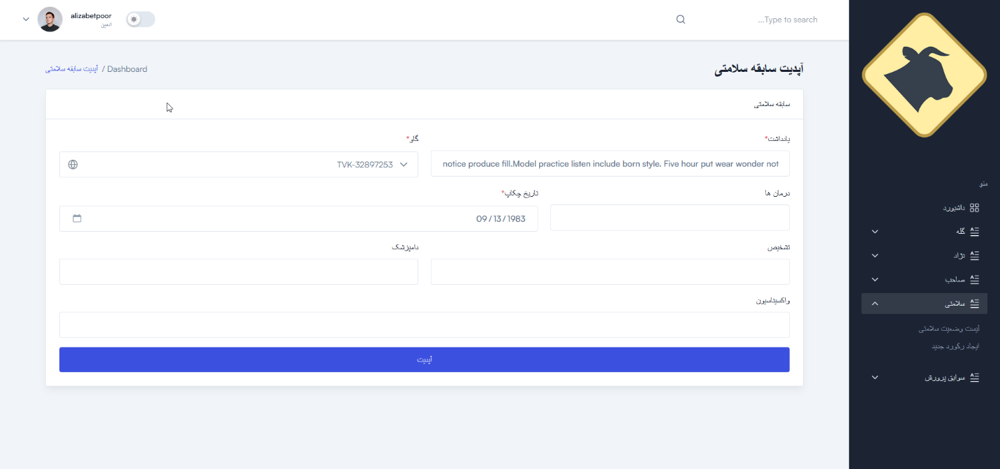 alizabetpoor
ادمین
Type to search...
آپدیت سابقه سلامتی
Dashboard / آپدیت سابقه سلامتی
سابقه سلامتی
یادداشت*
گاو*
notice produce fill.Model practice listen include born style. Five hour put wear wonder not
TVK-32897253
درمان ها
تاریخ چکاپ*
09/13/1983
تشخیص
دامپزشک
واکسیناسیون
آپدیت
منو
داشبورد
گله
نژاد
صاحب
سلامتی
لیست وضعیت سلامتی
ایجاد رکورد جدید
سوابق پرورش